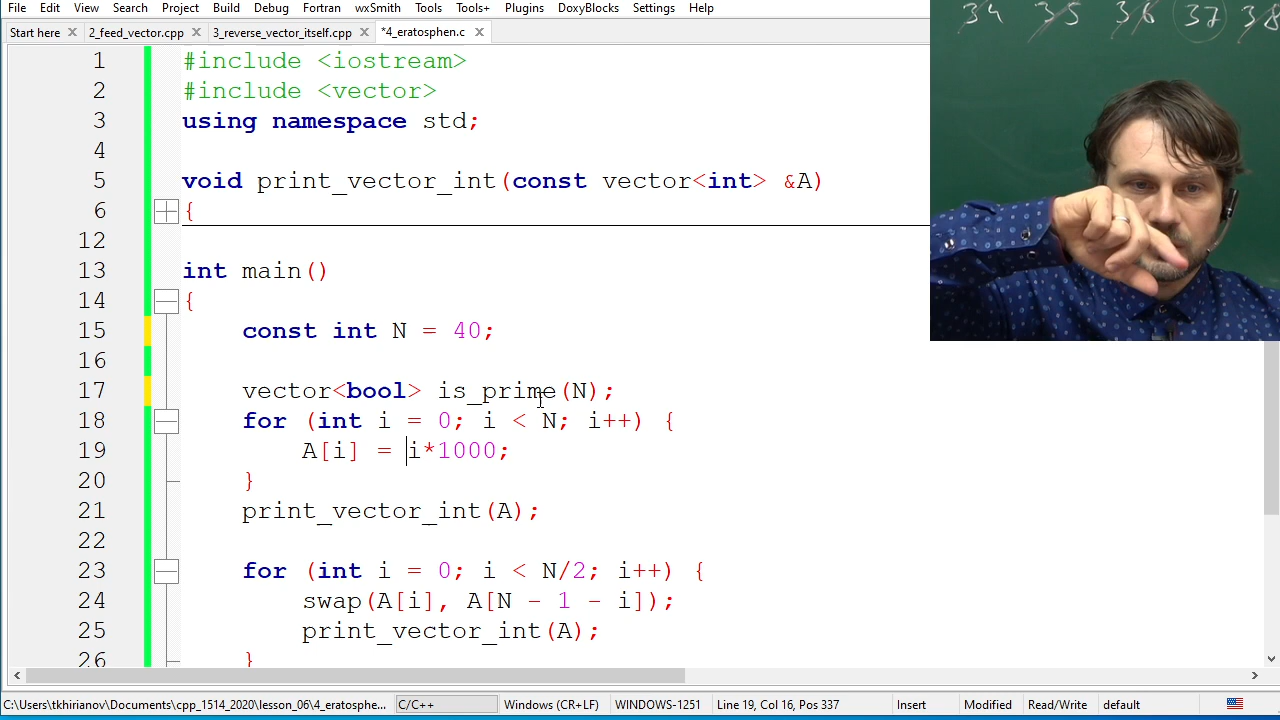 File Edit View Search Project Build Debug Fortran wxSmith Tools Tools+ Plugins DoxyBlocks Settings Help
Start here 2_feed_vector.cpp 3_reverse_vector_itself.cpp *4_eratosphen.c
34 35 36 37 38
1 #include <iostream>
2 #include <vector>
3 using namespace std;
4
5 void print_vector_int(const vector<int> &A)
6 {
12
13 int main()
14 {
15 const int N = 40;
16
17 vector<bool> is_prime(N);
18 for (int i = 0; i < N; i++) {
19 A[i] = i*1000;
20 }
21 print_vector_int(A);
22
23 for (int i = 0; i < N/2; i++) {
24 swap(A[i], A[N - 1 - i]);
25 print_vector_int(A);
26 }
C:\Users\tkhirianov\Documents\cpp_1514_2020\lesson_06\4_eratosphe... C/C++ Windows (CR+LF) WINDOWS-1251 Line 19, Col 16, Pos 337 Insert Modified Read/Write default